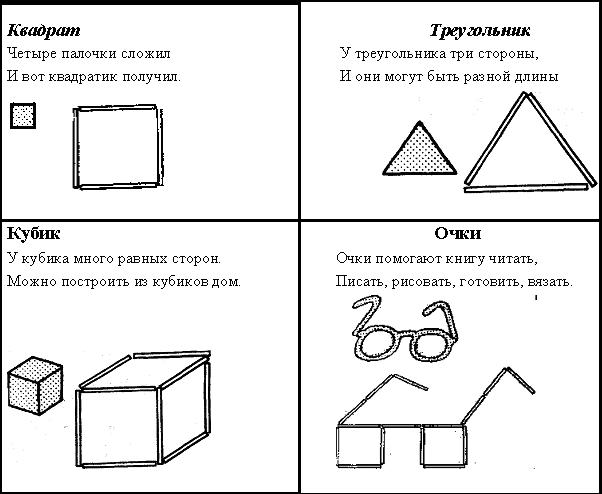 Квадрат
Четыре палочки сложил
И вот квадратик получил.
Треугольник
У треугольника три стороны,
И они могут быть разной длины
Кубик
У кубика много равных сторон.
Можно построить из кубиков дом.
Очки
Очки помогают книгу читать,
Писать, рисовать, готовить, вязать.